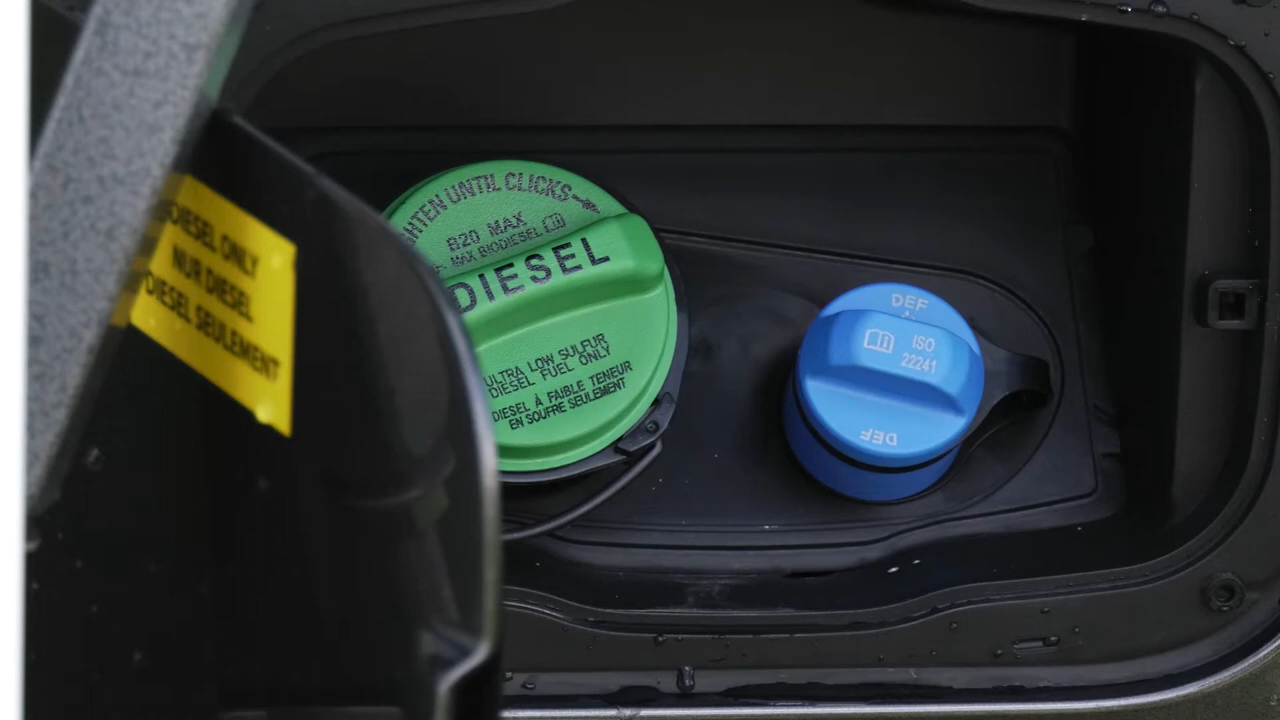 DIESEL ONLY
NUR DIESEL
DIESEL SEULEMENT
UNTIL CLICKS
B20 MAX
MAX BIODIESEL
DIESEL
ULTRA LOW SULFUR
DIESEL FUEL ONLY
DIESEL À FAIBLE TENEUR
EN SOUFRE SEULEMENT
DEF
ISO
22241
DEF